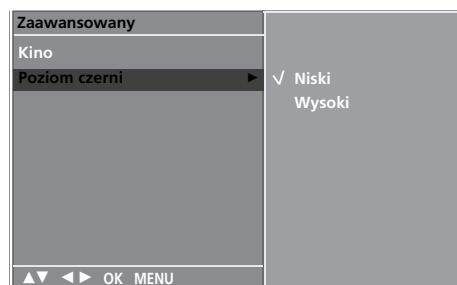 Zaawansowany
Kino
Poziom czerni ►
√ Niski
Wysoki
▲▼ ◄► OK MENU